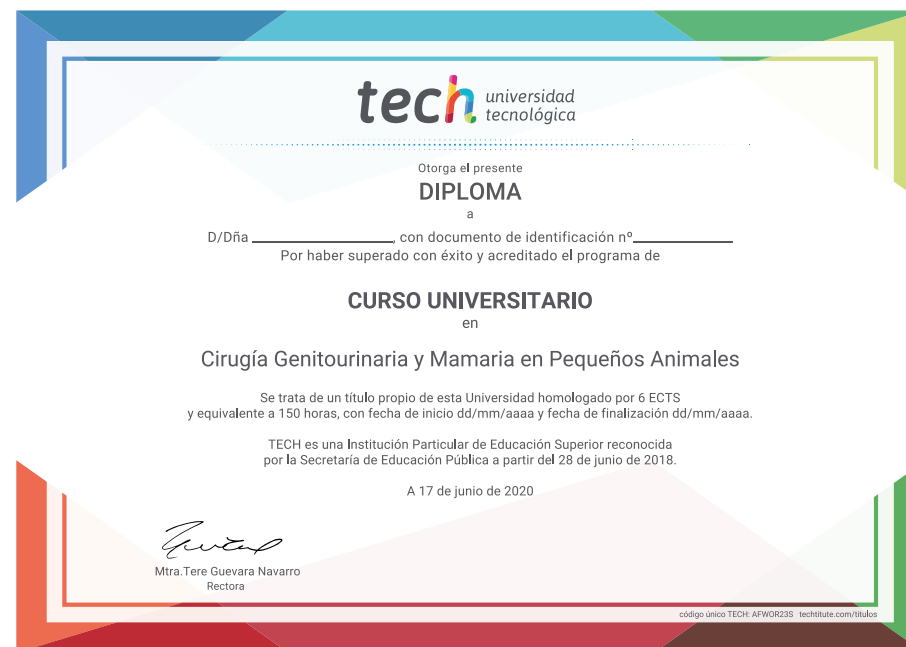 tech universidad
tecnológica
Otorga el presente
DIPLOMA
a
D/Dña ____________________, con documento de identificación nº______________
Por haber superado con éxito y acreditado el programa de
CURSO UNIVERSITARIO
en
Cirugía Genitourinaria y Mamaria en Pequeños Animales
Se trata de un título propio de esta Universidad homologado por 6 ECTS
y equivalente a 150 horas, con fecha de inicio dd/mm/aaaa y fecha de finalización dd/mm/aaaa.
TECH es una Institución Particular de Educación Superior reconocida
por la Secretaría de Educación Pública a partir del 28 de junio de 2018.
A 17 de junio de 2020
Mtra.Tere Guevara Navarro
Rectora
código único TECH: AFWOR23S techtitute.com/titulos